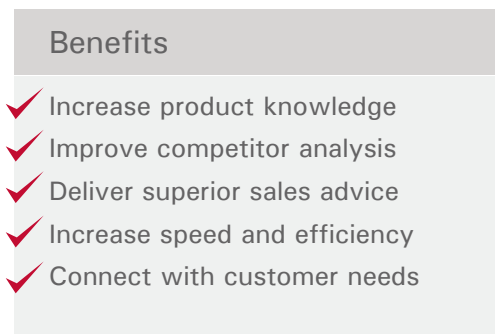 Benefits
Increase product knowledge
Improve competitor analysis
Deliver superior sales advice
Increase speed and efficiency
Connect with customer needs